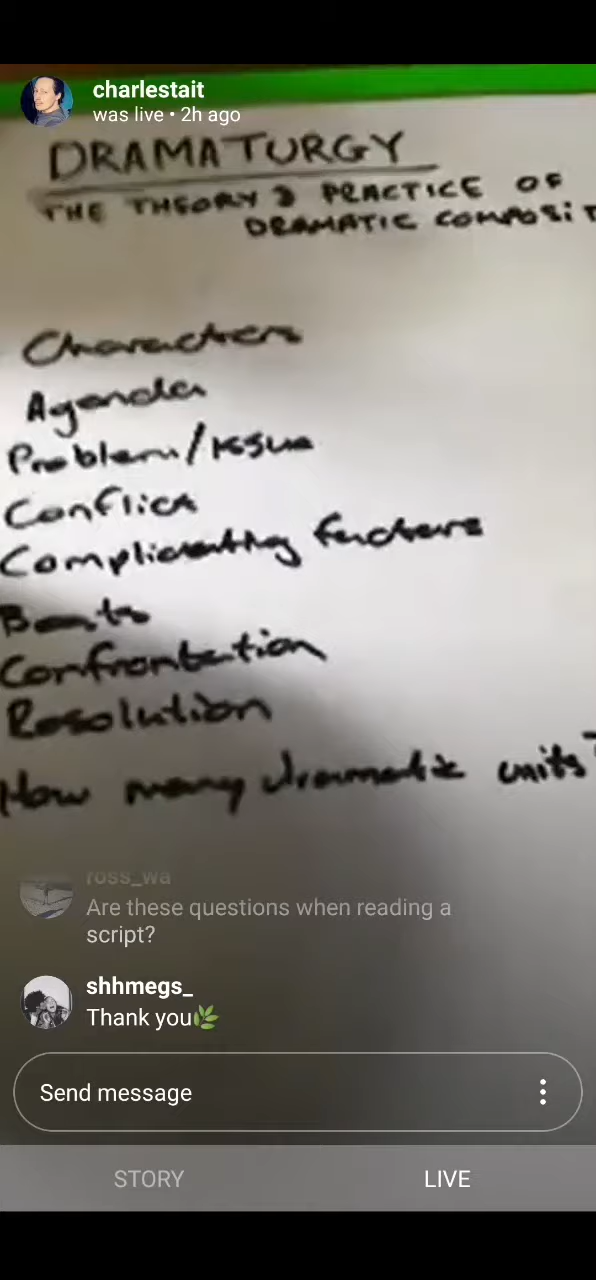 charlestait
was live • 2h ago
DRAMATURGY
THE THEORY & PRACTICE OF
DRAMATIC COMPOSIT
Characters
Agenda
Problem/Issue
Conflict
Complicating factors
Beats
Confrontation
Resolution
How many dramatic units?
ross_wa
Are these questions when reading a
script?
shhmegs_
Thank you🌿
Send message
STORY LIVE